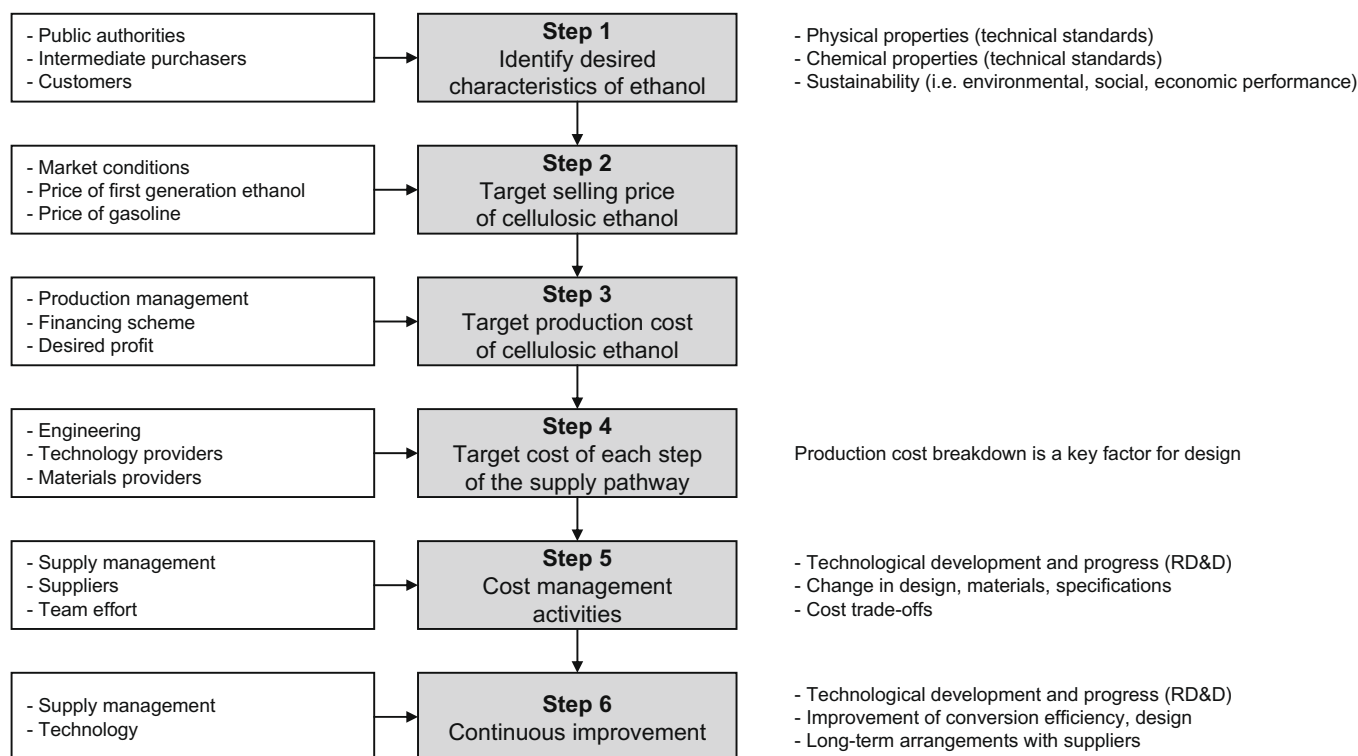 - Public authorities
- Intermediate purchasers
- Customers
Step 1
Identify desired
characteristics of ethanol
- Physical properties (technical standards)
- Chemical properties (technical standards)
- Sustainability (i.e. environmental, social, economic performance)
- Market conditions
- Price of first generation ethanol
- Price of gasoline
Step 2
Target selling price
of cellulosic ethanol
- Production management
- Financing scheme
- Desired profit
Step 3
Target production cost
of cellulosic ethanol
- Engineering
- Technology providers
- Materials providers
Step 4
Target cost of each step
of the supply pathway
Production cost breakdown is a key factor for design
- Supply management
- Suppliers
- Team effort
Step 5
Cost management
activities
- Technological development and progress (RD&D)
- Change in design, materials, specifications
- Cost trade-offs
- Supply management
- Technology
Step 6
Continuous improvement
- Technological development and progress (RD&D)
- Improvement of conversion efficiency, design
- Long-term arrangements with suppliers